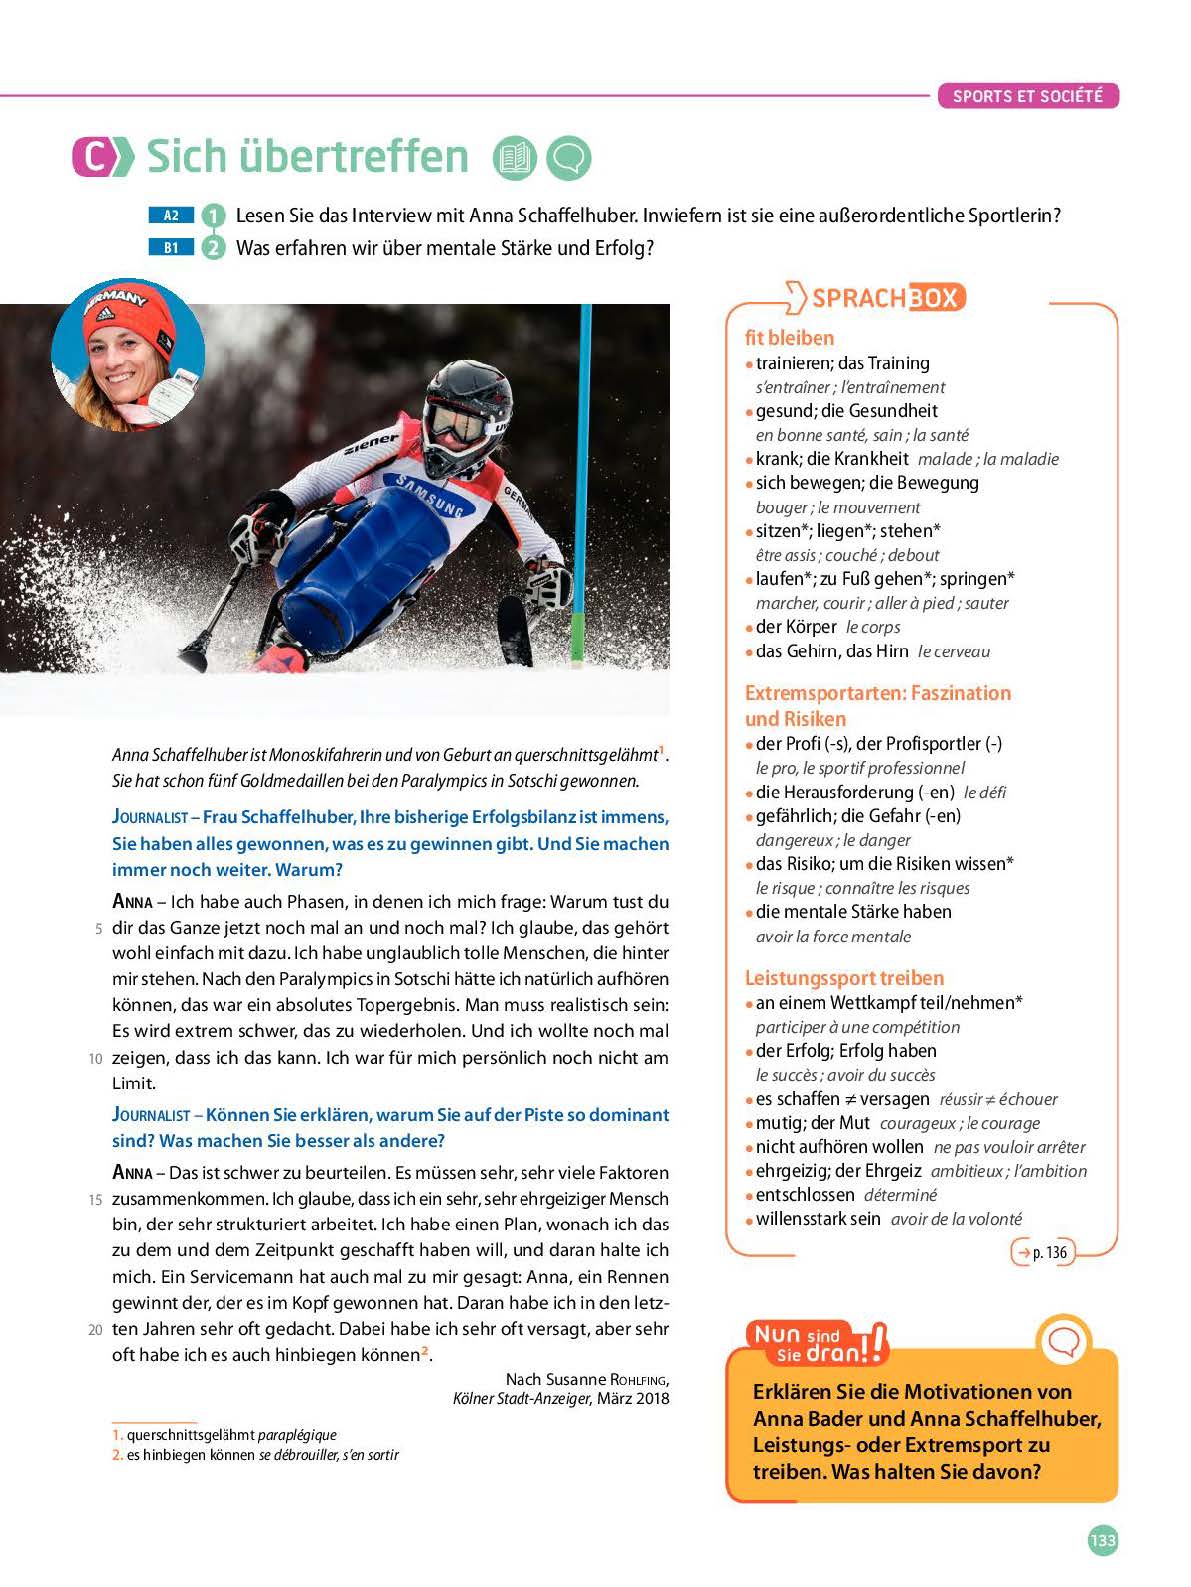 SPORTS ET SOCIÉTÉ
C Sich übertreffen
A2 1 Lesen Sie das Interview mit Anna Schaffelhuber. Inwiefern ist sie eine außerordentliche Sportlerin?
B1 2 Was erfahren wir über mentale Stärke und Erfolg?
GERMANY
adidas
ziener
SAMSUNG
GERMANY
uvex
Anna Schaffelhuber ist Monoskifahrerin und von Geburt an querschnittsgelähmt¹.
Sie hat schon fünf Goldmedaillen bei den Paralympics in Sotschi gewonnen.
JOURNALIST – Frau Schaffelhuber, Ihre bisherige Erfolgsbilanz ist immens,
Sie haben alles gewonnen, was es zu gewinnen gibt. Und Sie machen
immer noch weiter. Warum?
ANNA – Ich habe auch Phasen, in denen ich mich frage: Warum tust du
5 dir das Ganze jetzt noch mal an und noch mal? Ich glaube, das gehört
wohl einfach mit dazu. Ich habe unglaublich tolle Menschen, die hinter
mir stehen. Nach den Paralympics in Sotschi hätte ich natürlich aufhören
können, das war ein absolutes Topergebnis. Man muss realistisch sein:
Es wird extrem schwer, das zu wiederholen. Und ich wollte noch mal
10 zeigen, dass ich das kann. Ich war für mich persönlich noch nicht am
Limit.
JOURNALIST – Können Sie erklären, warum Sie auf der Piste so dominant
sind? Was machen Sie besser als andere?
ANNA – Das ist schwer zu beurteilen. Es müssen sehr, sehr viele Faktoren
15 zusammenkommen. Ich glaube, dass ich ein sehr, sehr ehrgeiziger Mensch
bin, der sehr strukturiert arbeitet. Ich habe einen Plan, wonach ich das
zu dem und dem Zeitpunkt geschafft haben will, und daran halte ich
mich. Ein Servicemann hat auch mal zu mir gesagt: Anna, ein Rennen
gewinnt der, der es im Kopf gewonnen hat. Daran habe ich in den letz-
20 ten Jahren sehr oft gedacht. Dabei habe ich sehr oft versagt, aber sehr
oft habe ich es auch hinbiegen können².
Nach Susanne ROHLFING,
Kölner Stadt-Anzeiger, März 2018
1. querschnittsgelähmt paraplégique
2. es hinbiegen können se débrouiller, s'en sortir
SPRACHBOX
fit bleiben
• trainieren; das Training
s'entraîner ; l'entraînement
• gesund; die Gesundheit
en bonne santé, sain ; la santé
• krank; die Krankheit malade ; la maladie
• sich bewegen; die Bewegung
bouger ; le mouvement
• sitzen*; liegen*; stehen*
être assis ; couché ; debout
• laufen*; zu Fuß gehen*; springen*
marcher, courir ; aller à pied ; sauter
• der Körper le corps
• das Gehirn, das Hirn le cerveau
Extremsportarten: Faszination
und Risiken
• der Profi (-s), der Profisportler (-)
le pro, le sportif professionnel
• die Herausforderung (-en) le défi
• gefährlich; die Gefahr (-en)
dangereux ; le danger
• das Risiko; um die Risiken wissen*
le risque ; connaître les risques
• die mentale Stärke haben
avoir la force mentale
Leistungssport treiben
• an einem Wettkampf teil/nehmen*
participer à une compétition
• der Erfolg; Erfolg haben
le succès ; avoir du succès
• es schaffen ≠ versagen réussir ≠ échouer
• mutig; der Mut courageux ; le courage
• nicht aufhören wollen ne pas vouloir arrêter
• ehrgeizig; der Ehrgeiz ambitieux ; l'ambition
• entschlossen déterminé
• willensstark sein avoir de la volonté
→ p. 136
Nun sind
Sie dran!!
Erklären Sie die Motivationen von
Anna Bader und Anna Schaffelhuber,
Leistungs- oder Extremsport zu
treiben. Was halten Sie davon?
133